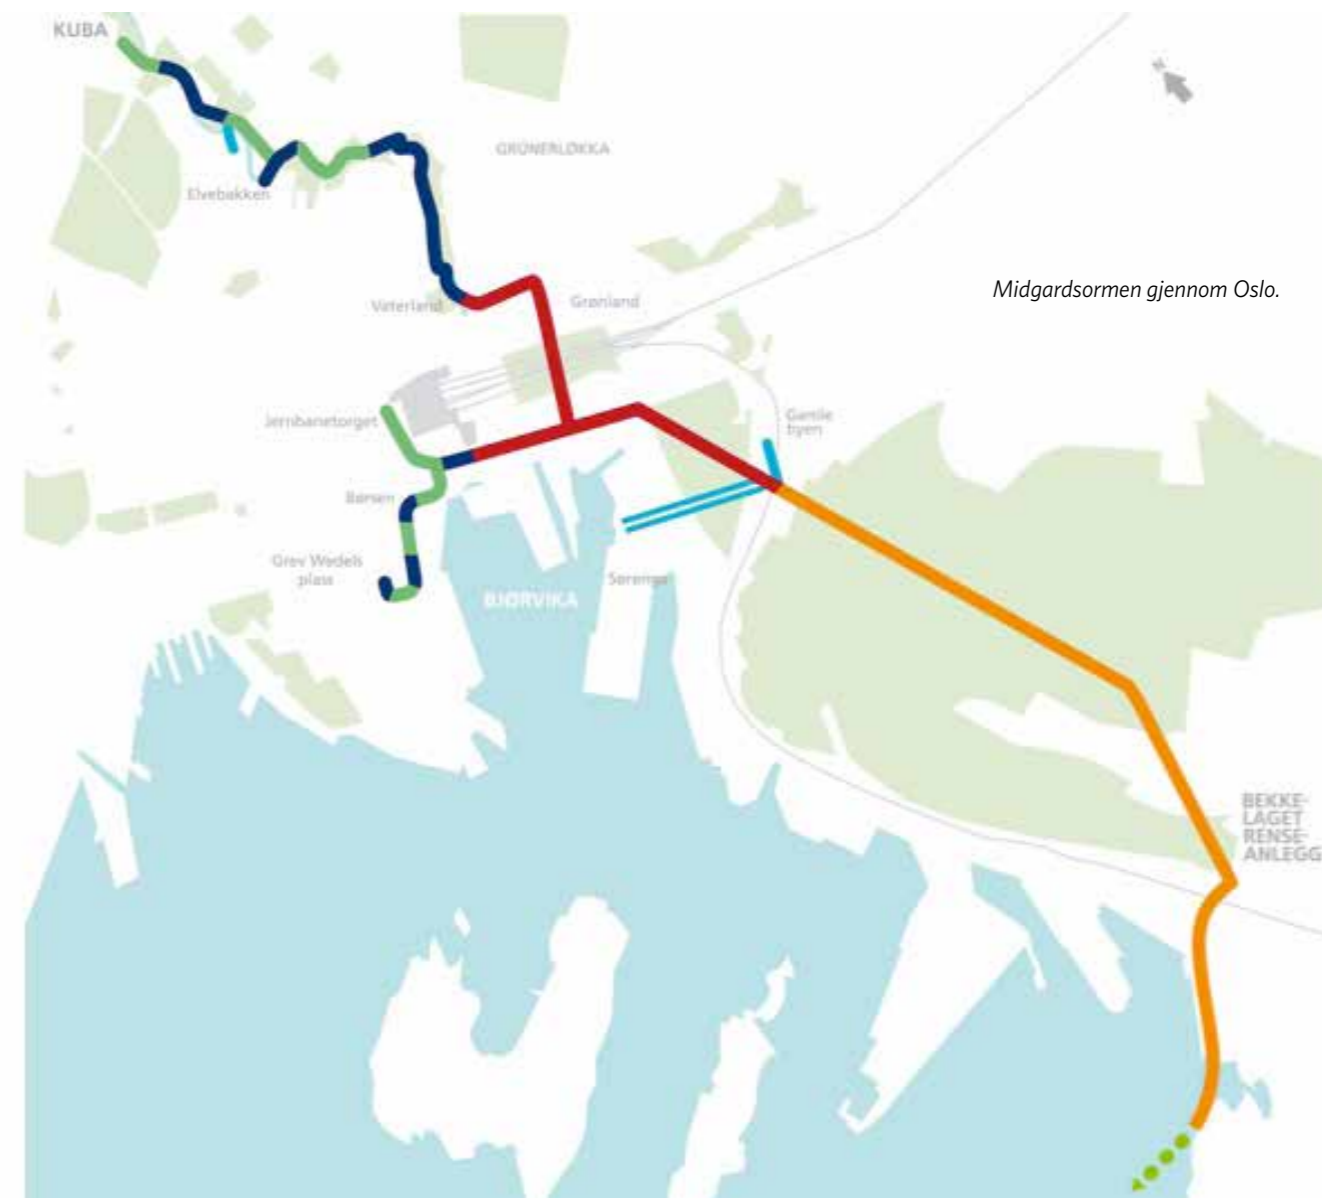 KUBA
N
GRÜNERLØKKA
Elvebakken
Midgardsormen gjennom Oslo.
Vaterland
Grønland
Jernbanetorget
Gamle
byen
Børsen
Grev Wedels
plass
Sørenga
BJØRVIKA
BEKKE-
LAGET
RENSE-
ANLEGG